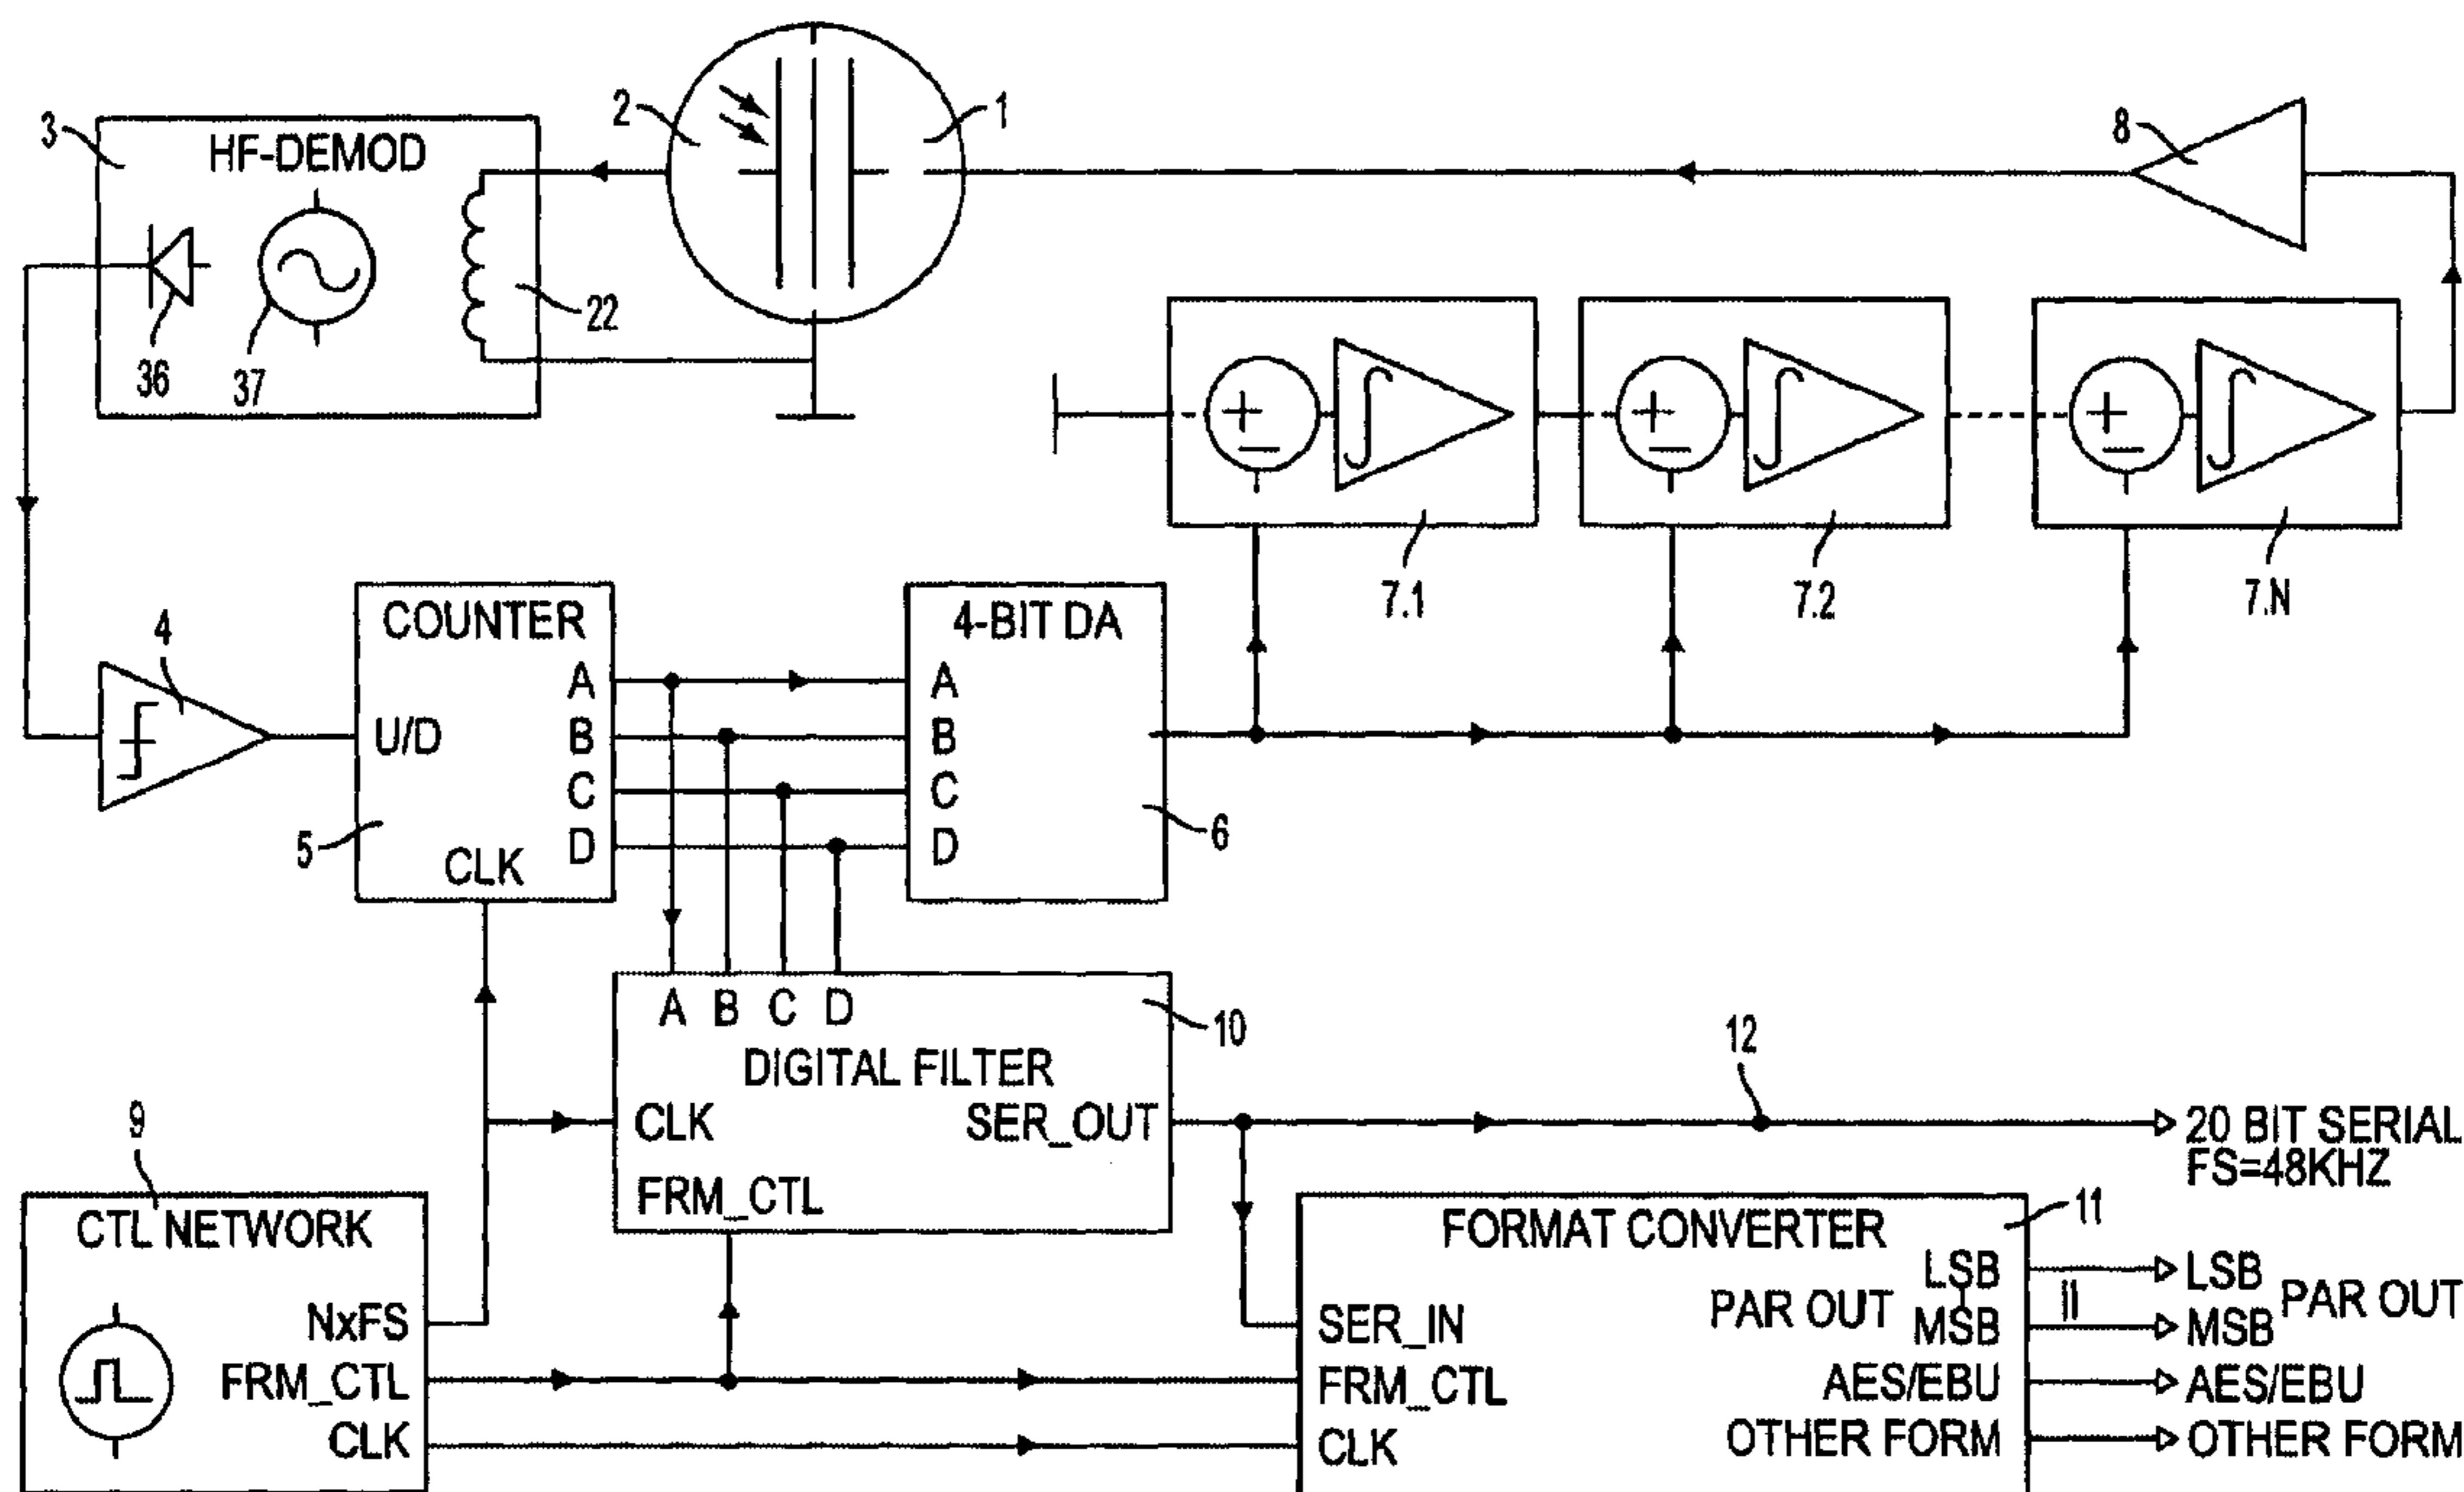 3
HF-DEMOD
2
1
8
36
37
22
7.1
7.2
7.N
4
COUNTER
U/D
A
B
C
D
CLK
5
4-BIT DA
A
B
C
D
6
A B C D
10
DIGITAL FILTER
CLK
SER_OUT
FRM_CTL
12
20 BIT SERIAL
FS=48KHZ
9
CTL NETWORK
NxFS
FRM_CTL
CLK
FORMAT CONVERTER
11
SER_IN
FRM_CTL
CLK
PAR OUT
LSB
MSB
AES/EBU
OTHER FORM
LSB
MSB
PAR OUT
AES/EBU
OTHER FORM